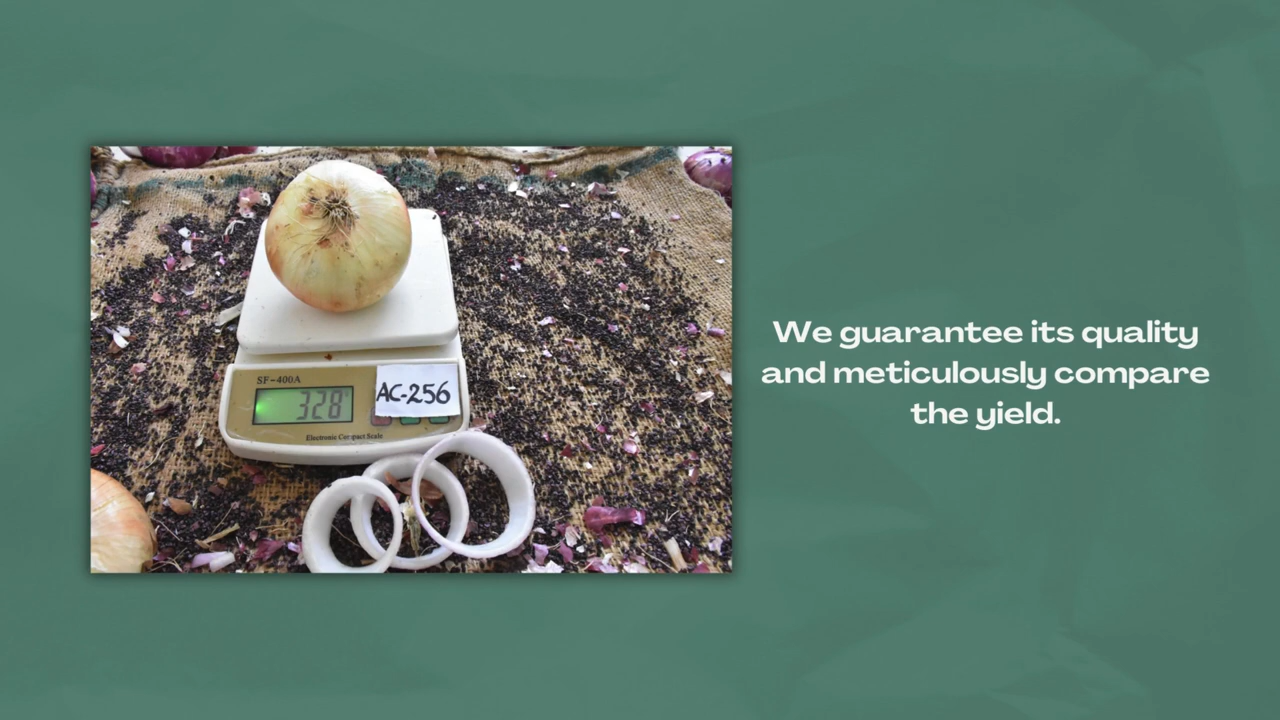 SF-400A
328
AC-256
Electronic Compact Scale
We guarantee its quality
and meticulously compare
the yield.